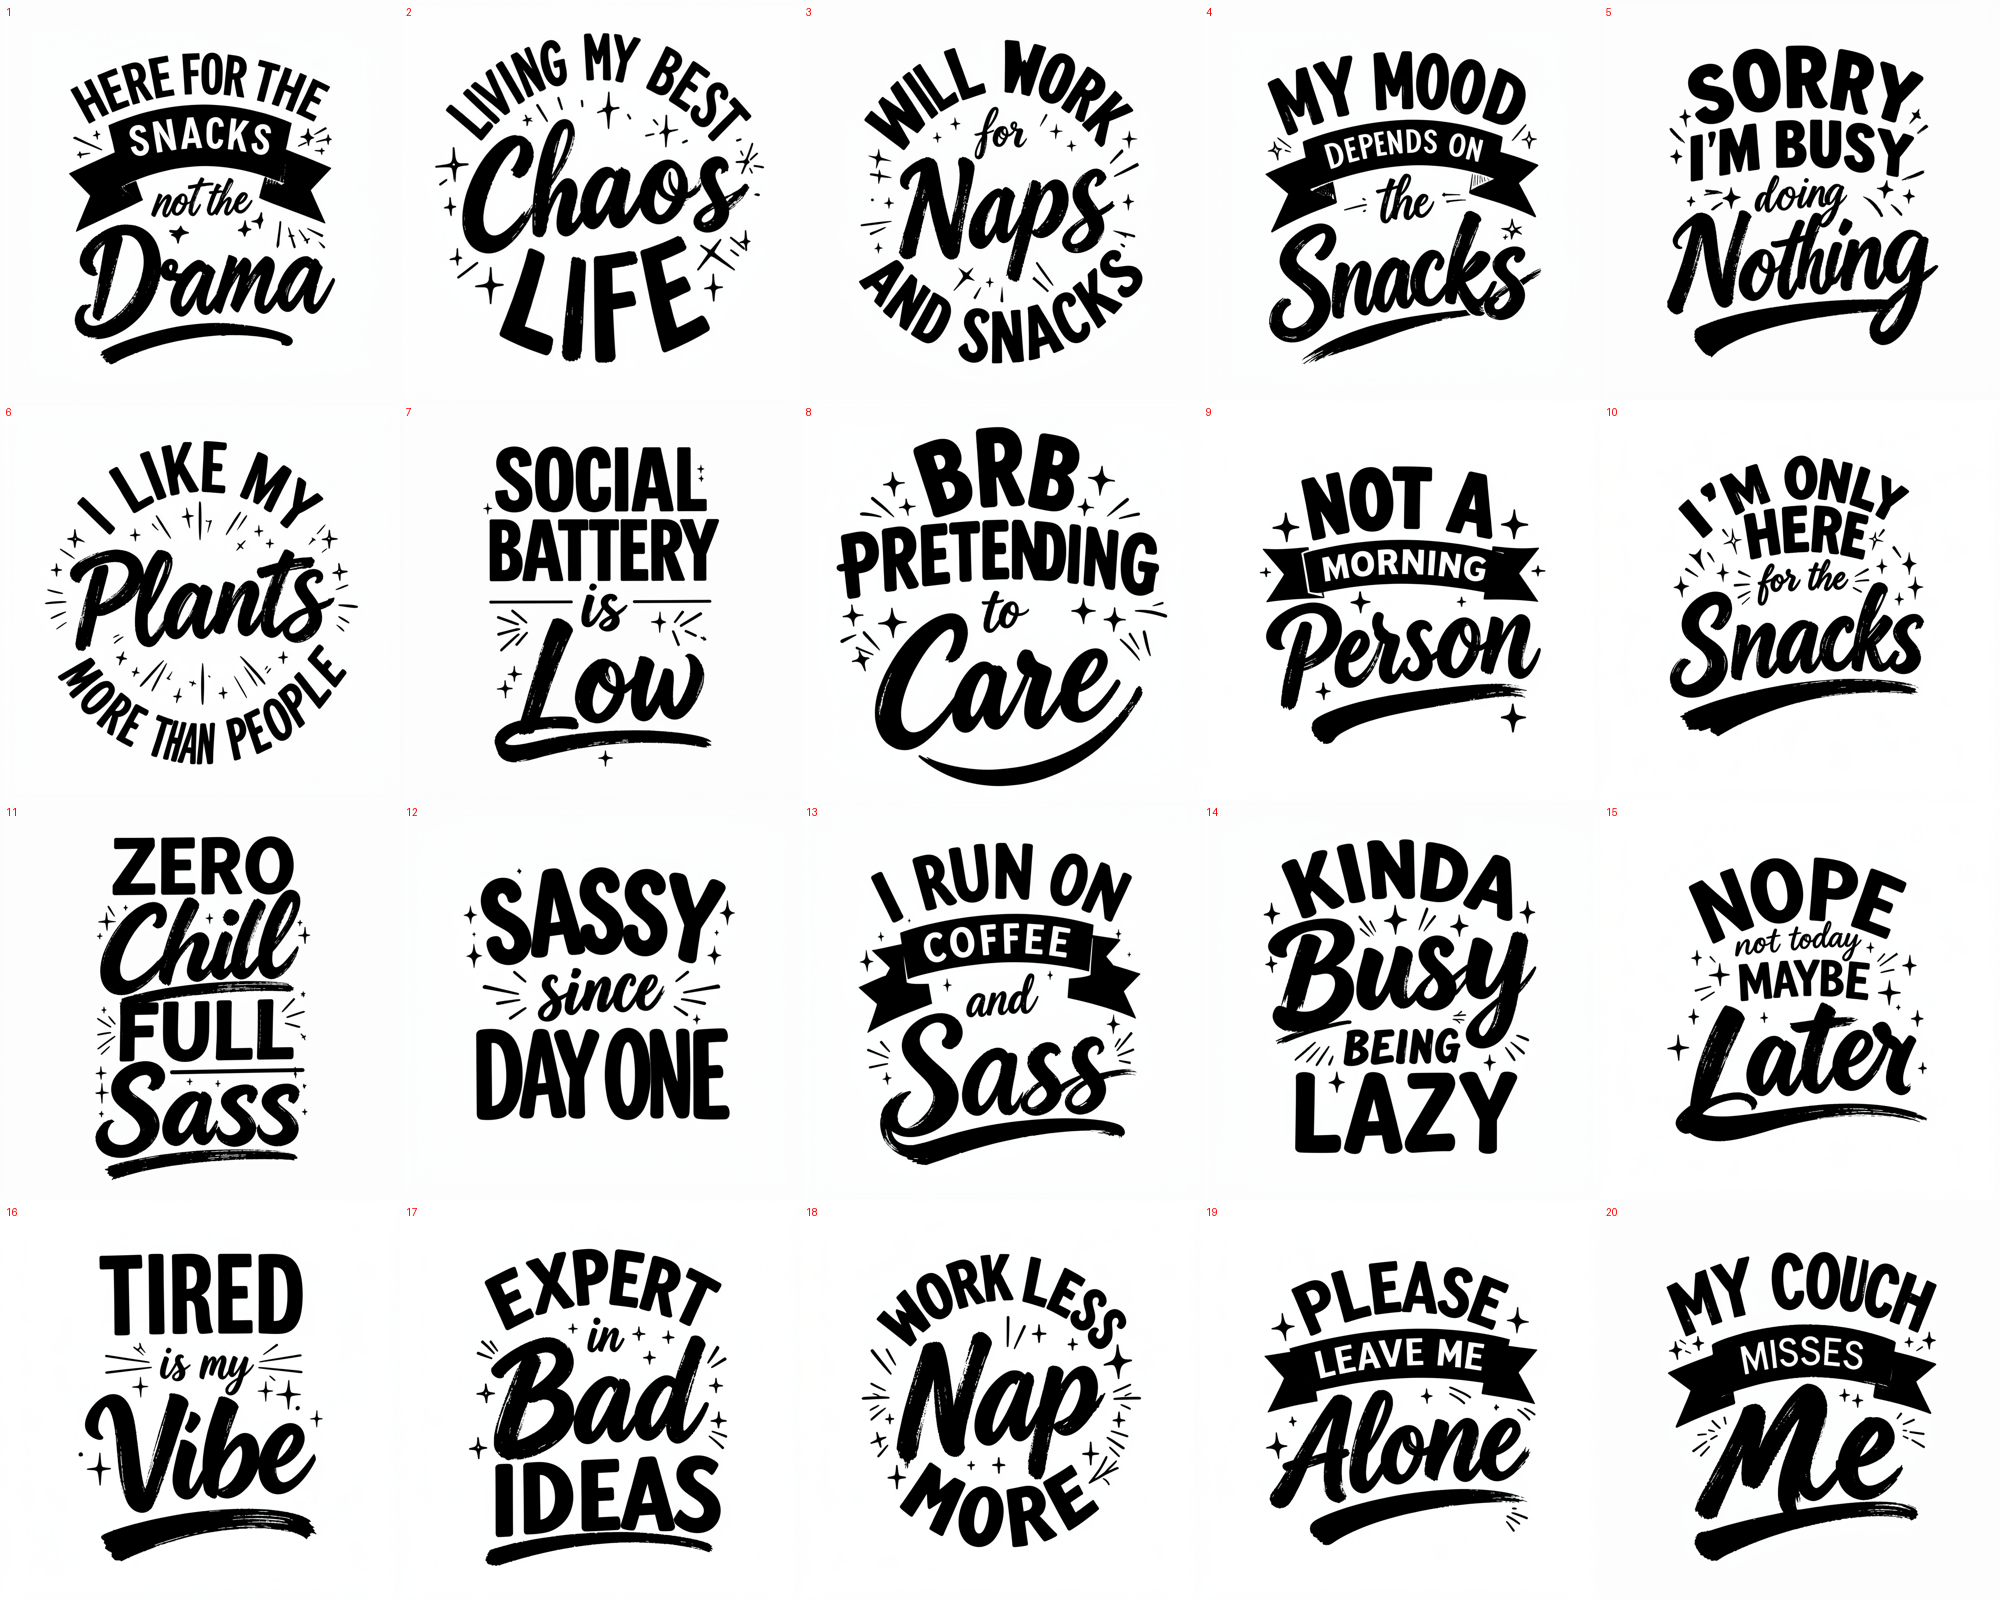 1
HERE FOR THE
SNACKS
not the
Drama
2
LIVING MY BEST
Chaos
LIFE
3
WILL WORK
for
Naps
AND SNACKS
4
MY MOOD
DEPENDS ON
the
Snacks
5
SORRY
I'M BUSY
doing
Nothing
6
I LIKE MY
Plants
MORE THAN PEOPLE
7
SOCIAL
BATTERY
is
Low
8
BRB
PRETENDING
to
Care
9
NOT A
MORNING
Person
10
I'M ONLY
HERE
for the
Snacks
11
ZERO
Chill
FULL
Sass
12
SASSY
since
DAY ONE
13
I RUN ON
COFFEE
and
Sass
14
KINDA
Busy
BEING
LAZY
15
NOPE
not today
MAYBE
Later
16
TIRED
is my
Vibe
17
EXPERT
in
Bad
IDEAS
18
WORK LESS
Nap
MORE
19
PLEASE
LEAVE ME
Alone
20
MY COUCH
MISSES
Me